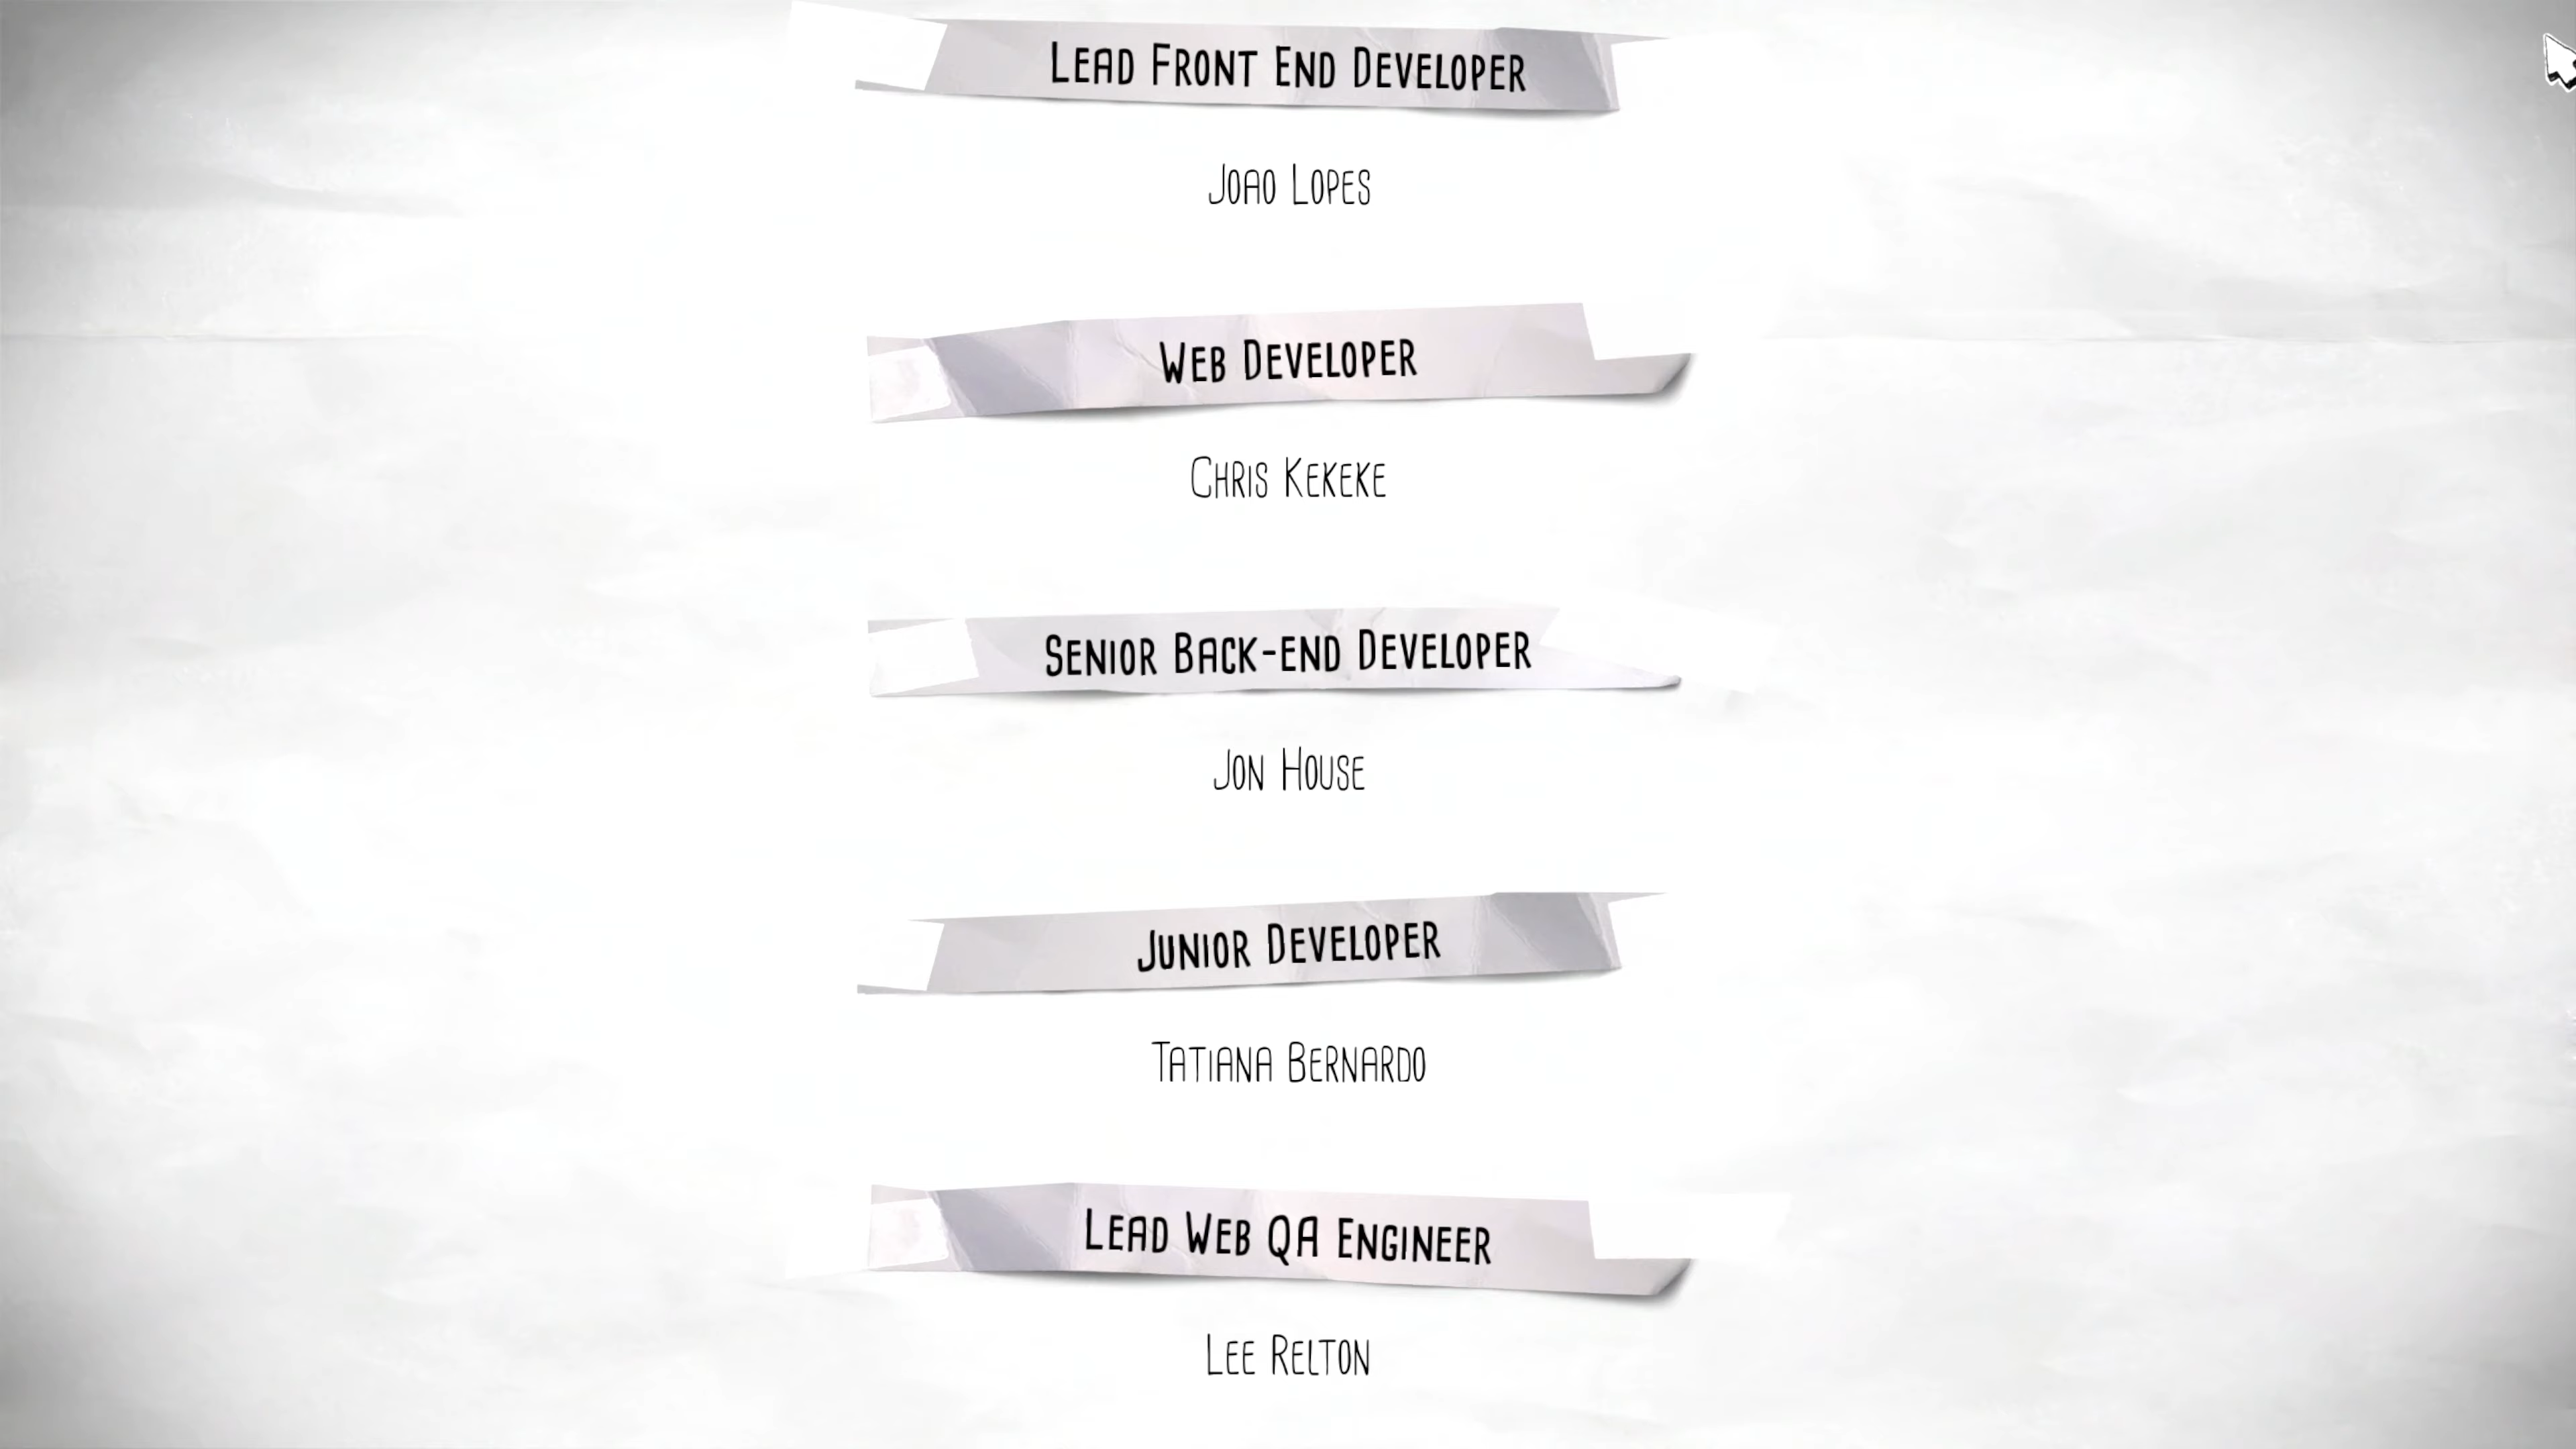 Lead Front End Developer
Joao Lopes
Web Developer
Chris Kekeke
Senior Back-end Developer
Jon House
Junior Developer
Tatiana Bernardo
Lead Web QA Engineer
Lee Relton